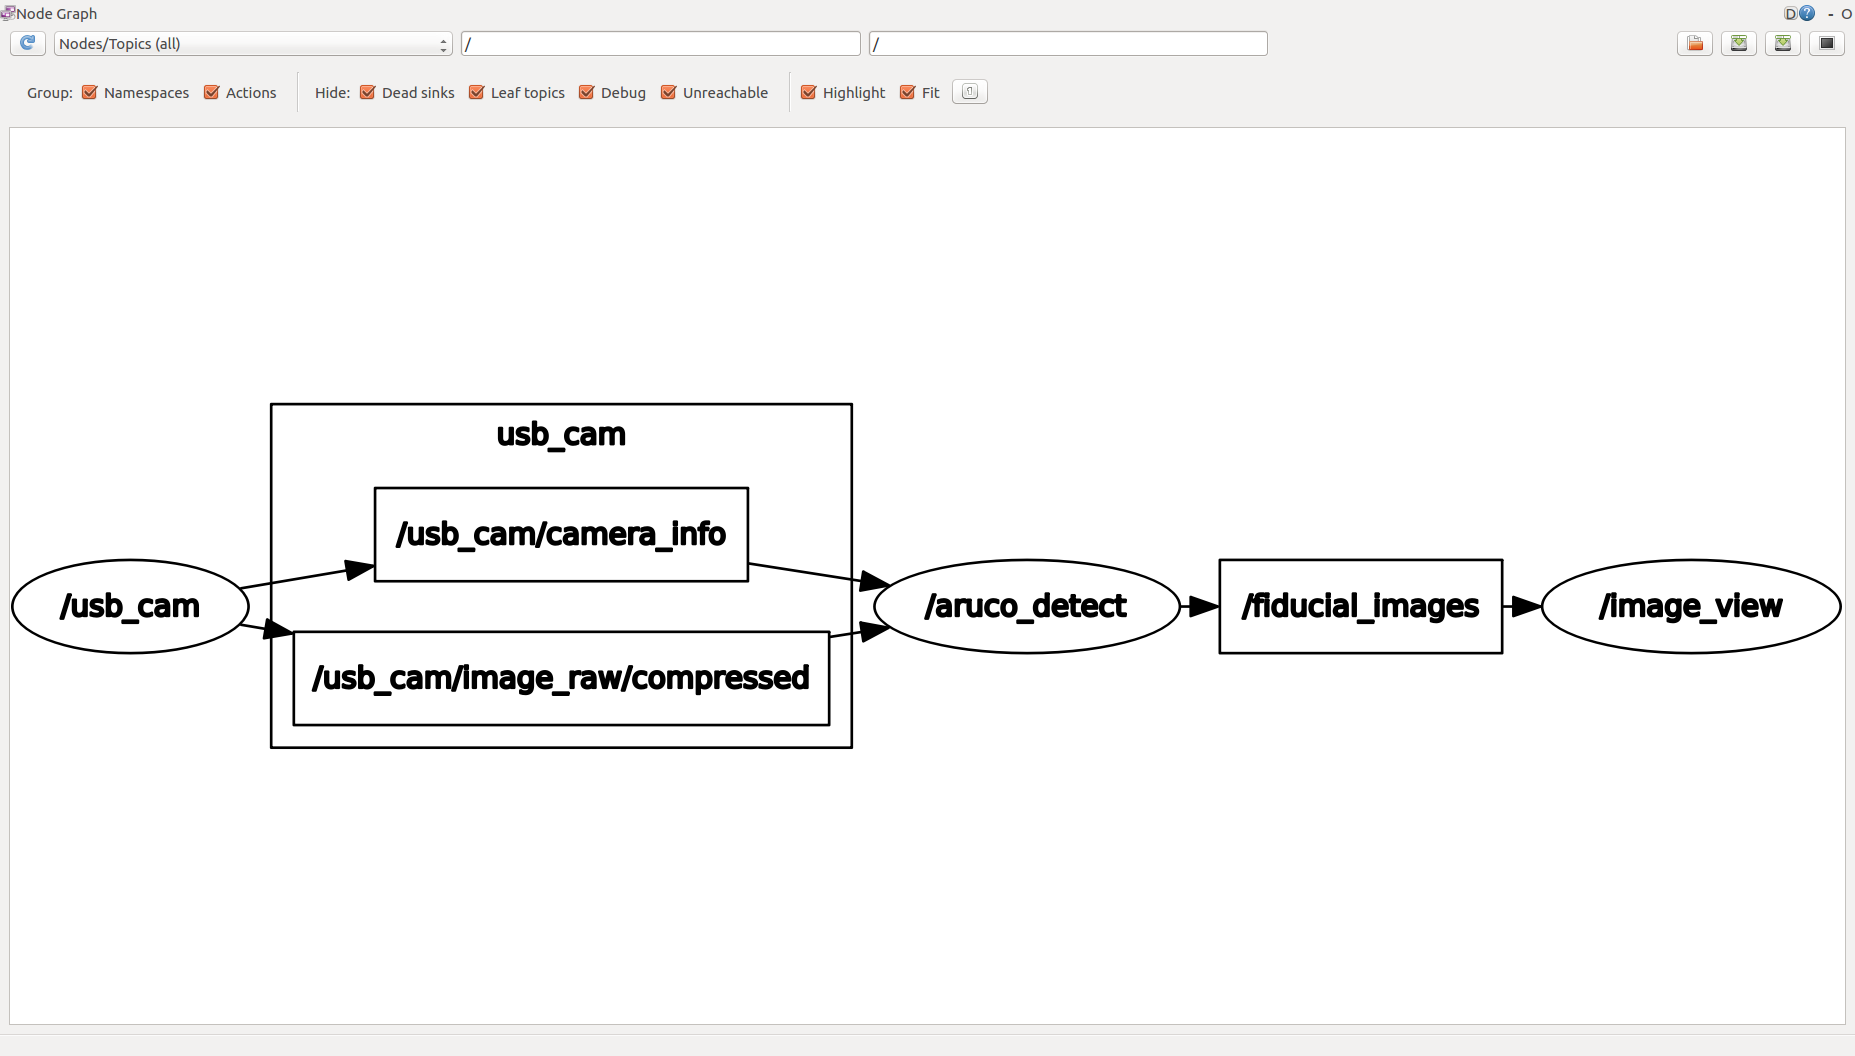 Node Graph
D ? - O
Nodes/Topics (all) / /
Group: Namespaces Actions Hide: Dead sinks Leaf topics Debug Unreachable Highlight Fit
usb_cam
/usb_cam/camera_info
/usb_cam /aruco_detect /fiducial_images /image_view
/usb_cam/image_raw/compressed